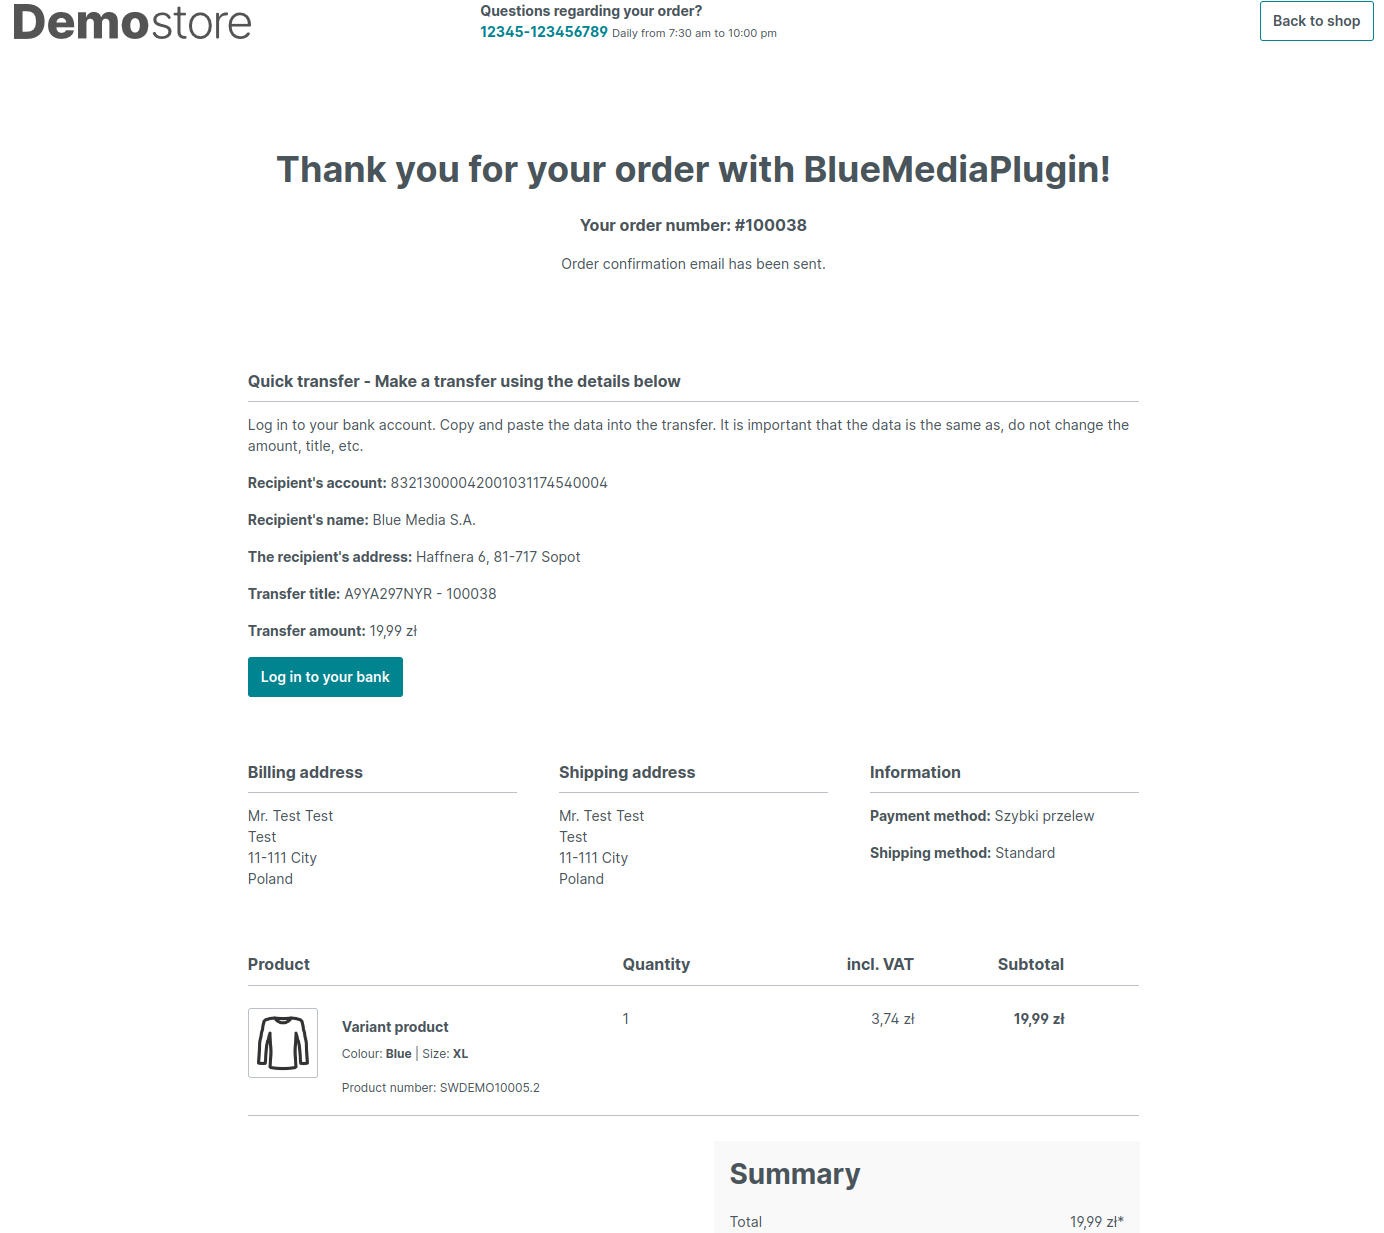 Demostore
Questions regarding your order?
12345-123456789 Daily from 7:30 am to 10:00 pm
Back to shop
Thank you for your order with BlueMediaPlugin!
Your order number: #100038
Order confirmation email has been sent.
Quick transfer - Make a transfer using the details below
Log in to your bank account. Copy and paste the data into the transfer. It is important that the data is the same as, do not change the
amount, title, etc.
Recipient's account: 83213000042001031174540004
Recipient's name: Blue Media S.A.
The recipient's address: Haffnera 6, 81-717 Sopot
Transfer title: A9YA297NYR - 100038
Transfer amount: 19,99 zł
Log in to your bank
Billing address
Mr. Test Test
Test
11-111 City
Poland
Shipping address
Mr. Test Test
Test
11-111 City
Poland
Information
Payment method: Szybki przelew
Shipping method: Standard
Product Quantity incl. VAT Subtotal
Variant product 1 3,74 zł 19,99 zł
Colour: Blue | Size: XL
Product number: SWDEMO10005.2
Summary
Total 19,99 zł*